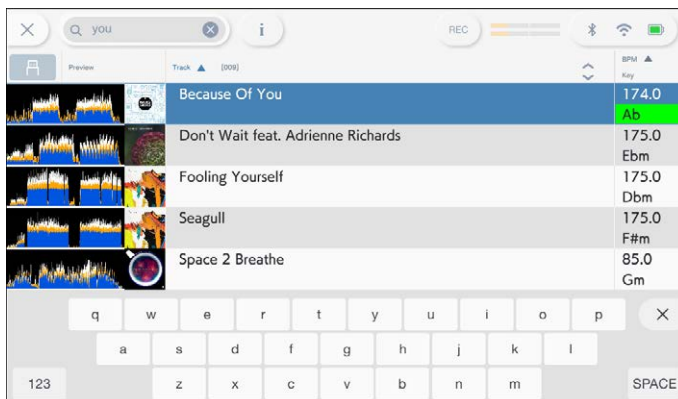 you
i
REC
Preview
Track ▲ [009]
BPM ▲
Key
Because Of You
174.0
Ab
Don't Wait feat. Adrienne Richards
175.0
Ebm
Fooling Yourself
175.0
Dbm
Seagull
175.0
F#m
Space 2 Breathe
85.0
Gm
q w e r t y u i o p
a s d f g h j k l
123 z x c v b n m SPACE